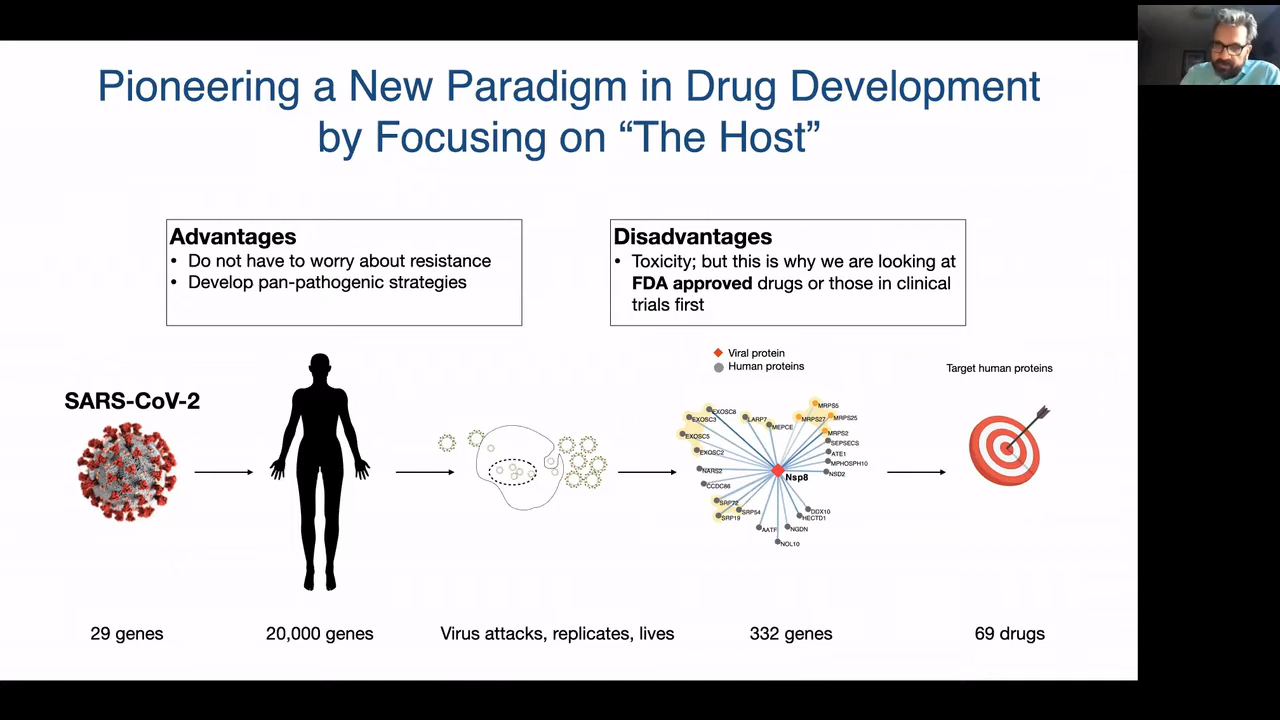 Pioneering a New Paradigm in Drug Development
by Focusing on “The Host”
Advantages
• Do not have to worry about resistance
• Develop pan-pathogenic strategies
Disadvantages
• Toxicity; but this is why we are looking at
FDA approved drugs or those in clinical
trials first
SARS-CoV-2
Viral protein
Human proteins
Target human proteins
EXOSC8
EXOSC3
EXOSC5
EXOSC2
NARS2
CCDC86
SRP72
SRP54
SRP19
LARP7
MEPCE
MRPS5
MRPS27
MRPS25
MRPS2
SEPSECS
ATE1
MPHOSPH10
NSD2
Nsp8
DDX10
HECTD1
NGDN
AATF
NOL10
29 genes
20,000 genes
Virus attacks, replicates, lives
332 genes
69 drugs